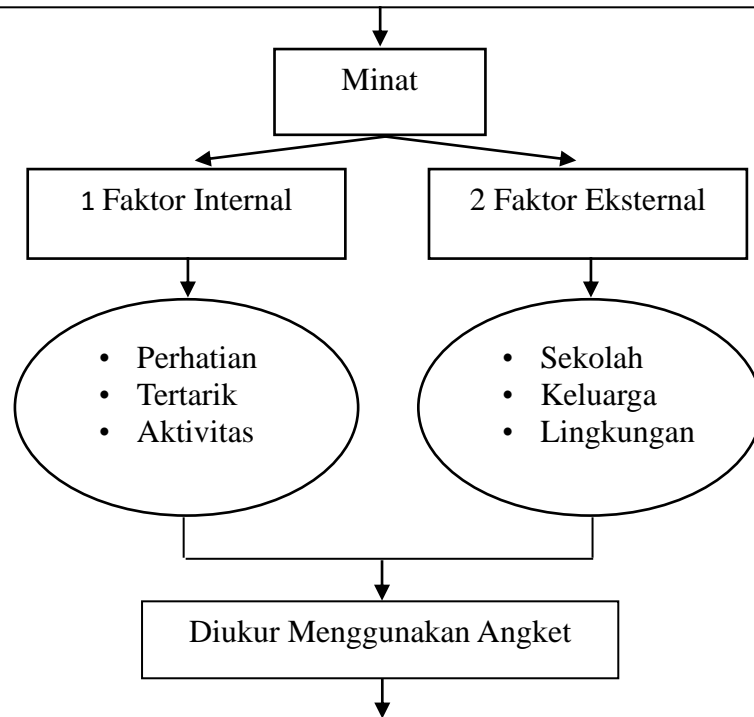 Minat
1 Faktor Internal
2 Faktor Eksternal
• Perhatian
• Tertarik
• Aktivitas
• Sekolah
• Keluarga
• Lingkungan
Diukur Menggunakan Angket